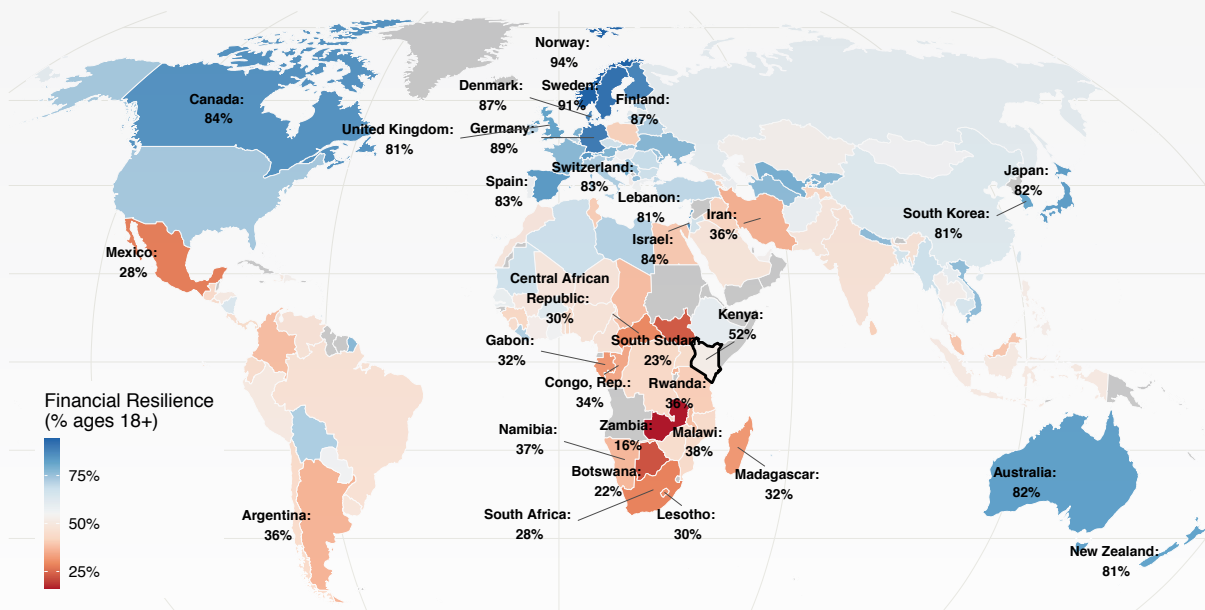 Norway:
94%
Denmark:
87%
Sweden:
91%
Finland:
87%
Canada:
84%
United Kingdom:
81%
Germany:
89%
Switzerland:
83%
Spain:
83%
Lebanon:
81%
Japan:
82%
South Korea:
81%
Iran:
36%
Israel:
84%
Mexico:
28%
Central African
Republic:
30%
Kenya:
52%
South Sudan:
23%
Gabon:
32%
Congo, Rep.:
34%
Rwanda:
36%
Zambia:
16%
Malawi:
38%
Namibia:
37%
Botswana:
22%
Madagascar:
32%
South Africa:
28%
Lesotho:
30%
Argentina:
36%
Australia:
82%
New Zealand:
81%
Financial Resilience
(% ages 18+)
75%
50%
25%